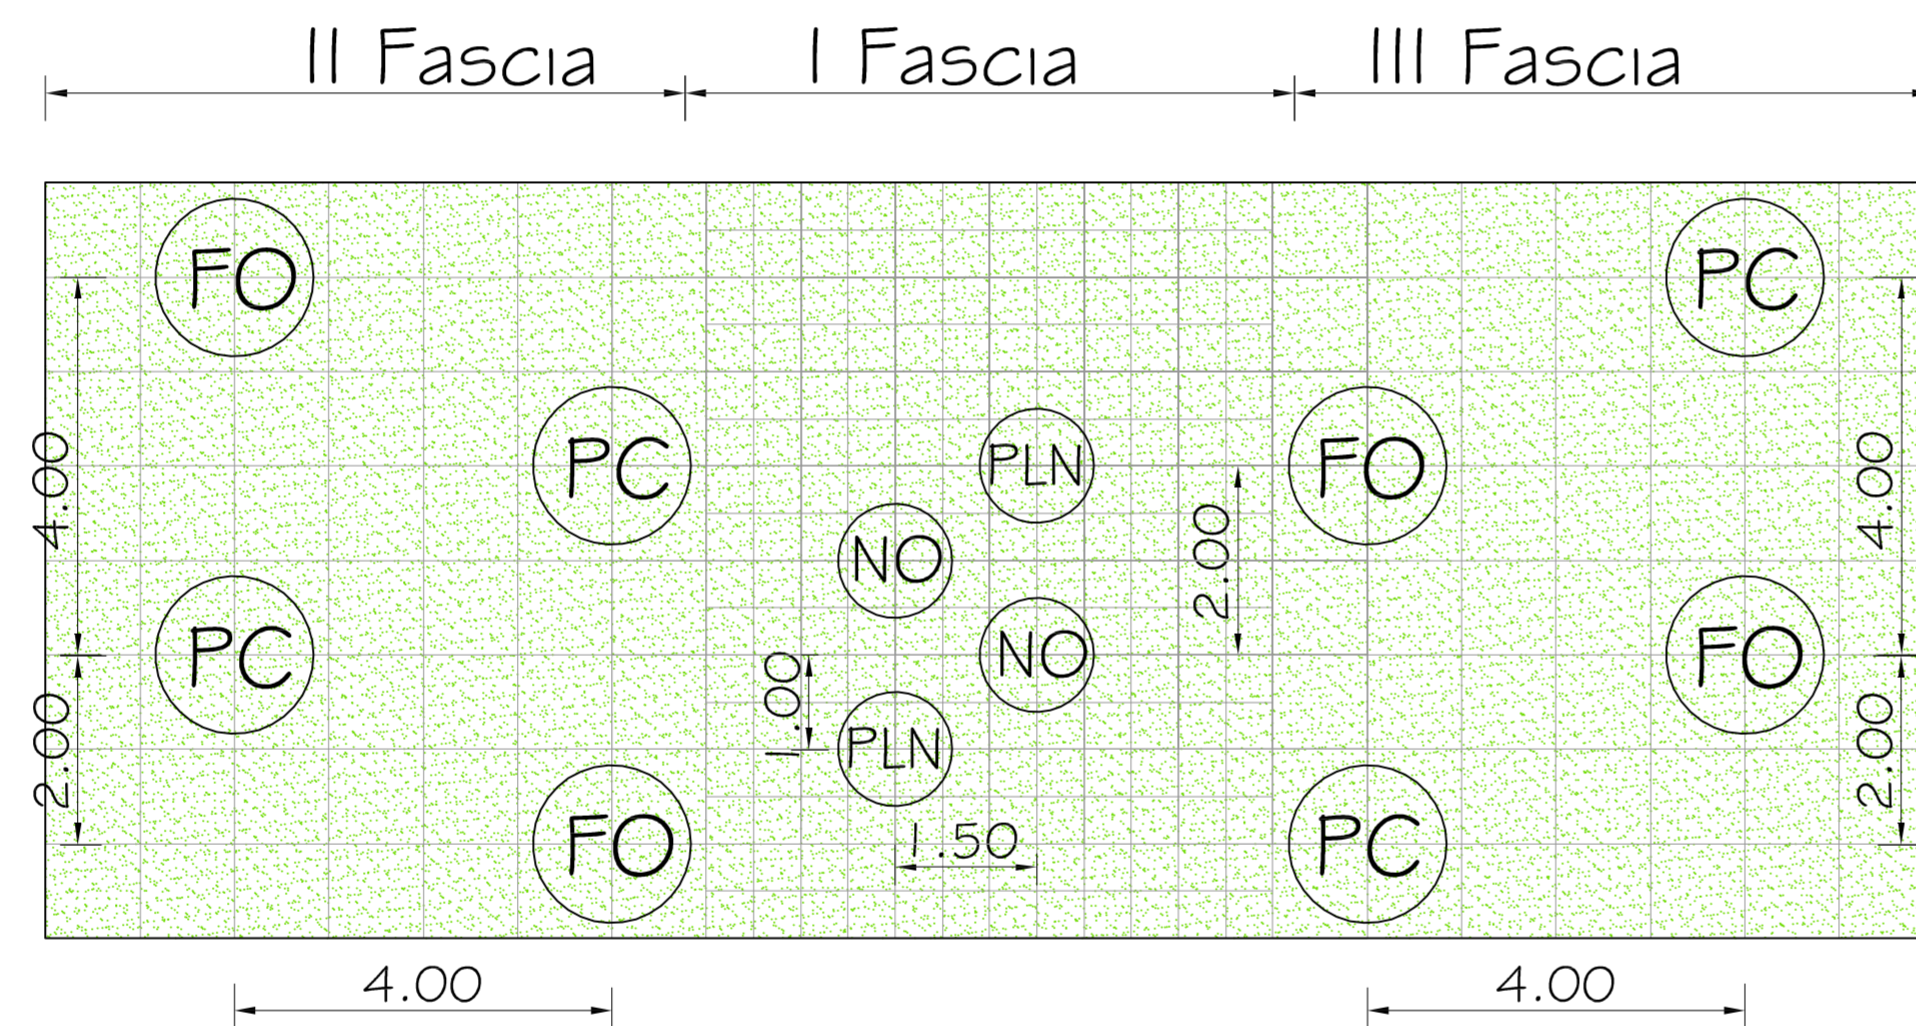 II Fascia I Fascia III Fascia
FO PC
PC PLN FO
4.00 4.00
NO 2.00
PC NO FO
1.00
2.00 PLN 2.00
FO 1.50 PC
4.00 4.00